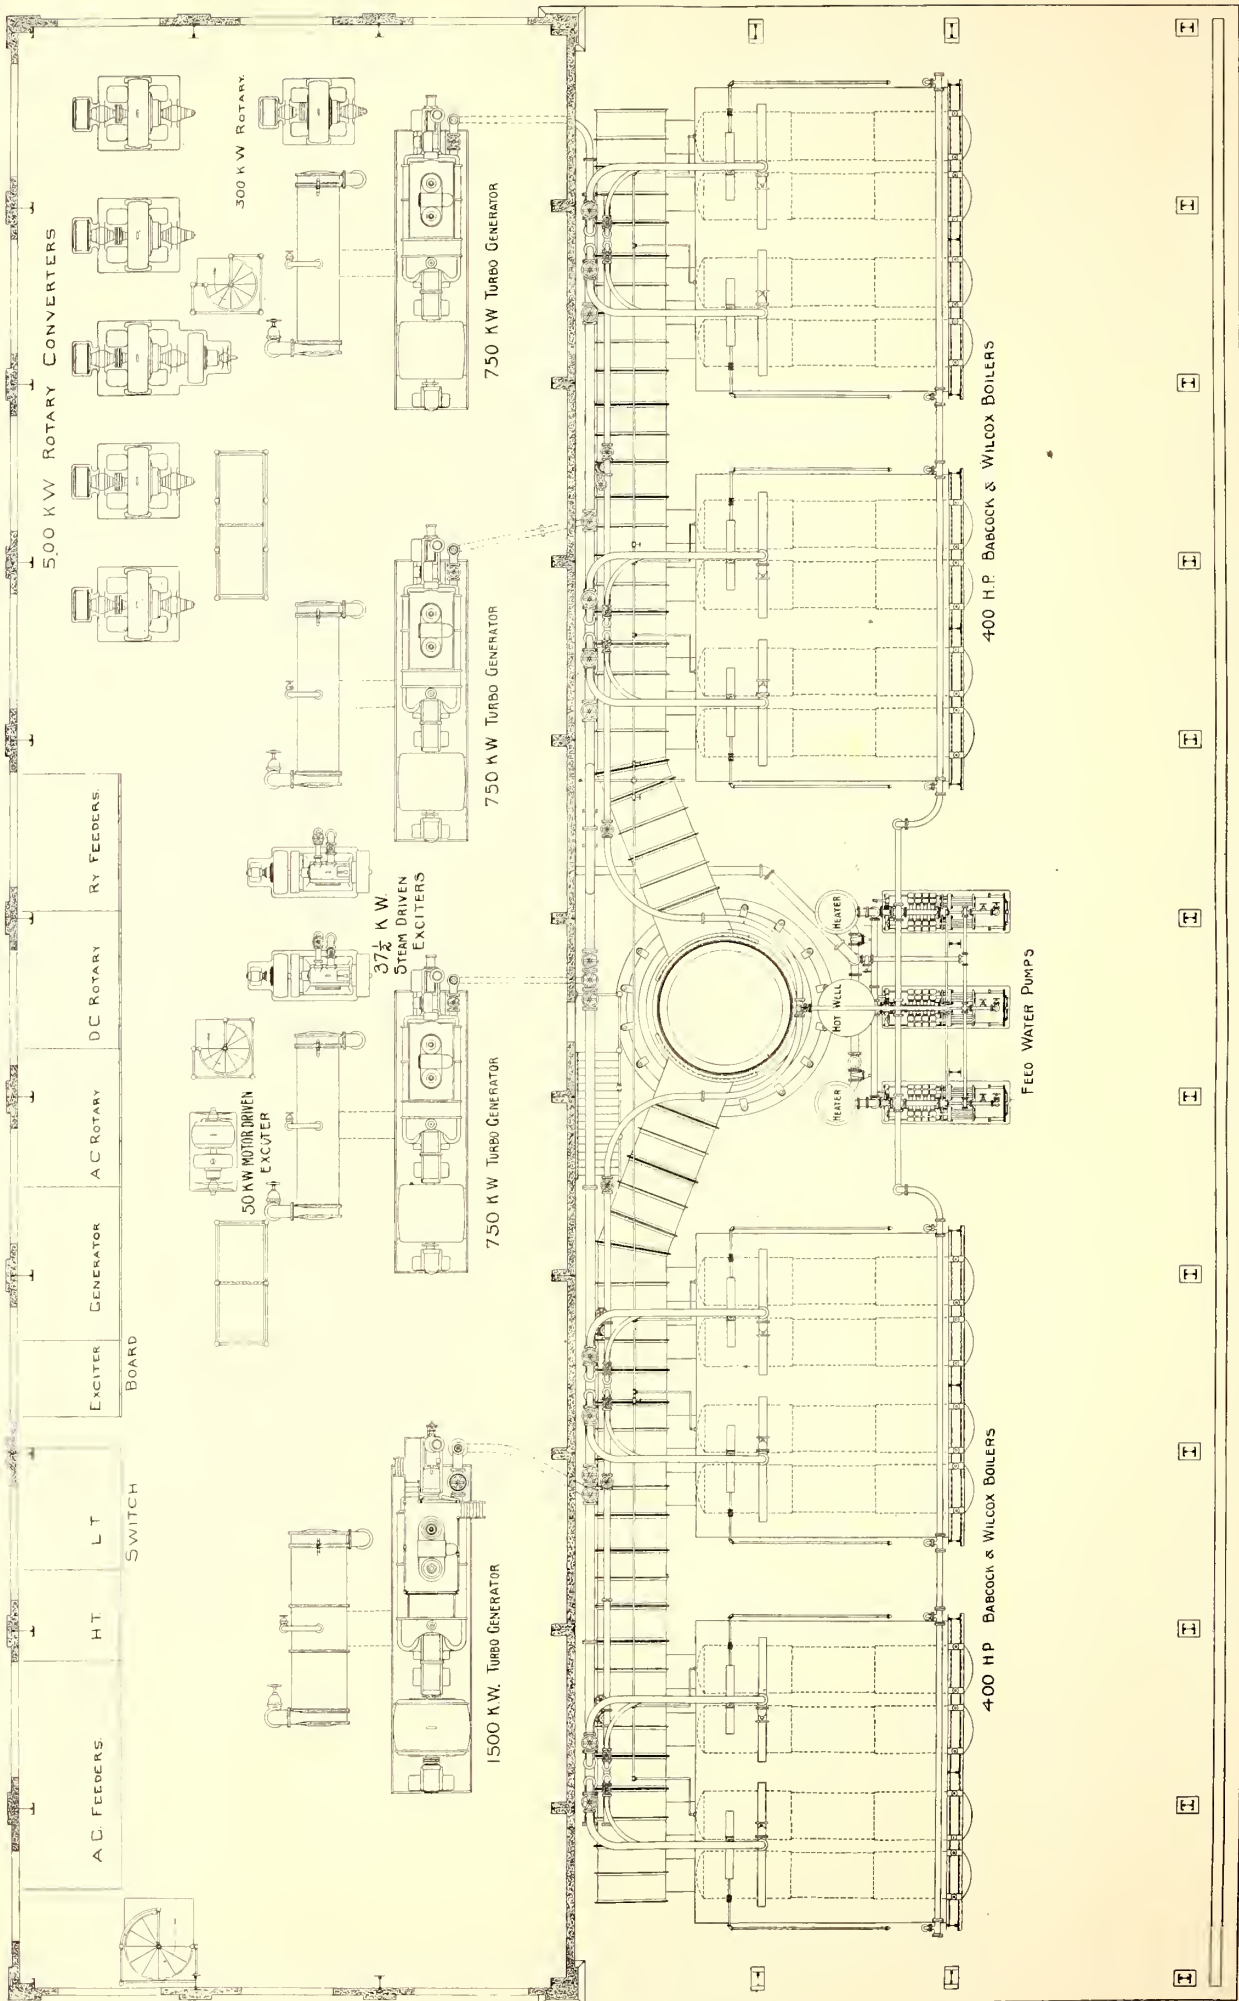 500 KW ROTARY CONVERTERS
300 KW ROTARY.
750 KW TURBO GENERATOR
750 KW TURBO GENERATOR
37½ K W.
STEAM DRIVEN
EXCITERS
50 KW MOTOR DRIVEN
EXCITER
750 KW TURBO GENERATOR
1500 K.W. TURBO GENERATOR
A.C. FEEDERS.
H T.
L T
EXCITER
GENERATOR
A C ROTARY
D C ROTARY
RY FEEDERS.
SWITCH
BOARD
400 H.P. BABCOCK & WILCOX BOILERS
HEATER
HOT WELL
HEATER
FEED WATER PUMPS
400 HP BABCOCK & WILCOX BOILERS